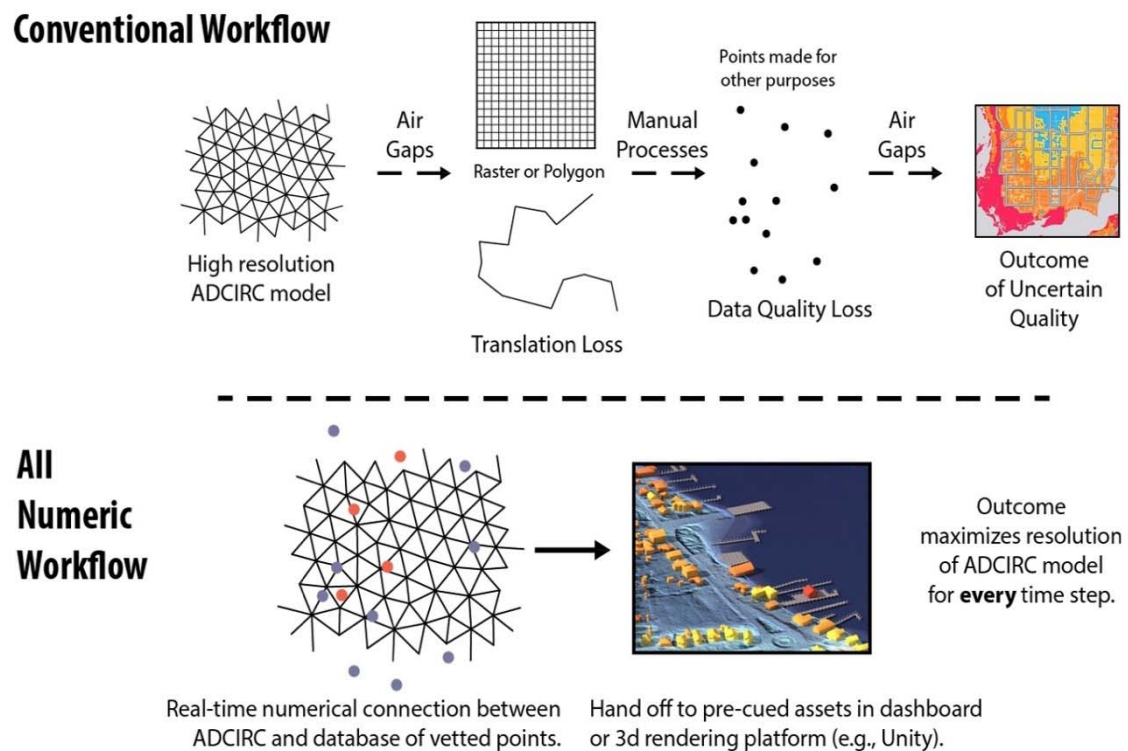 Conventional Workflow
High resolution
ADCIRC model
Air
Gaps
Raster or Polygon
Translation Loss
Manual
Processes
Points made for
other purposes
Data Quality Loss
Air
Gaps
Outcome
of Uncertain
Quality
All
Numeric
Workflow
Real-time numerical connection between
ADCIRC and database of vetted points.
Hand off to pre-cued assets in dashboard
or 3d rendering platform (e.g., Unity).
Outcome
maximizes resolution
of ADCIRC model
for every time step.